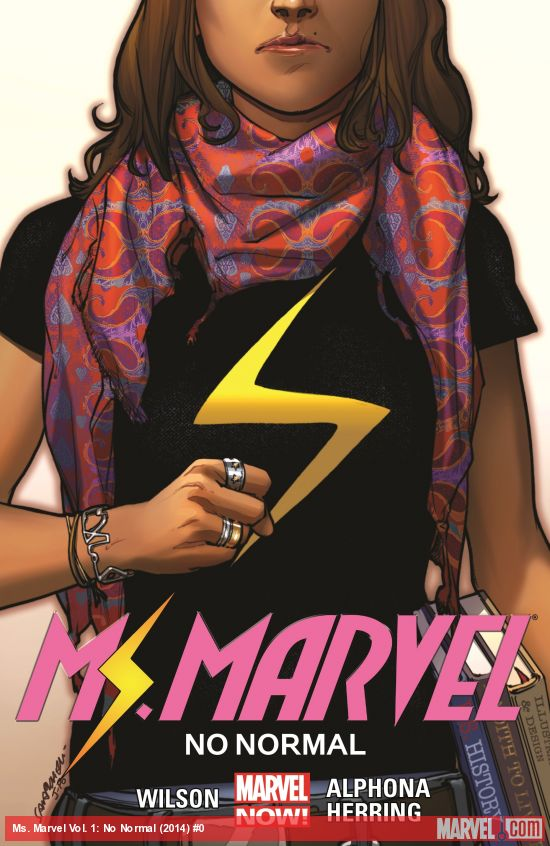 Ms. MARVEL®
NO NORMAL
WILSON
MARVEL
NOW!
ALPHONA
HERRING
HISTORY
& DESIGN
Ms. Marvel Vol. 1: No Normal (2014) #0
MARVEL.com